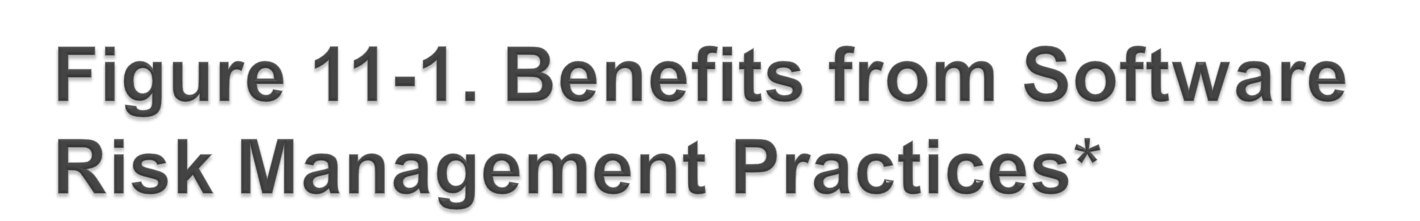 Figure 11-1. Benefits from Software
Risk Management Practices*